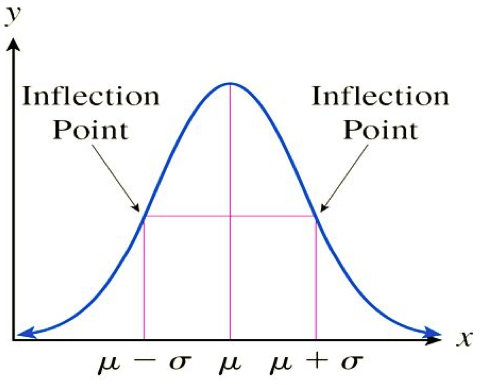 y
Inflection
Point
Inflection
Point
x
μ − σ μ μ + σ